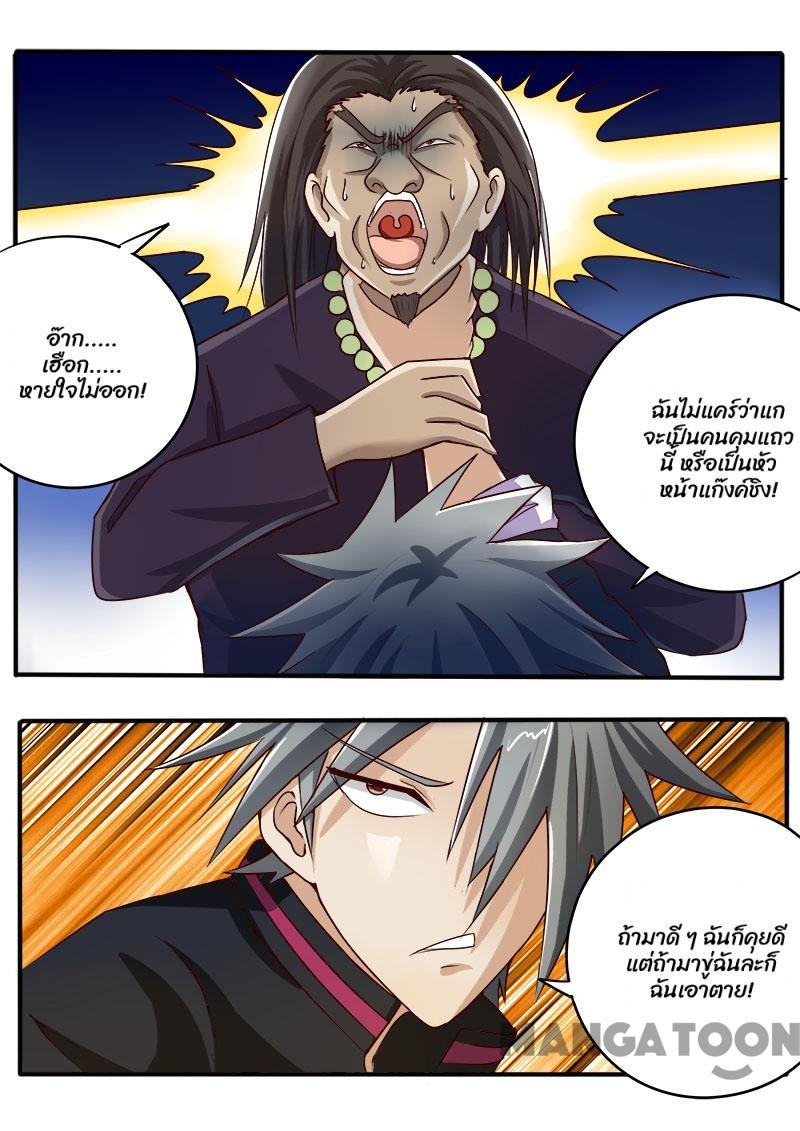 อ๊าก.....
เฮือก.....
หายใจไม่ออก!
ฉันไม่แคร์ว่าแก
จะเป็นคนคุมแถว
นี้ หรือเป็นหัว
หน้าแก๊งค์ชิง!
ถ้ามาดี ๆ ฉันก็คุยดี
แต่ถ้ามาขู่ฉันละก็
ฉันเอาตาย!
MANGATOON